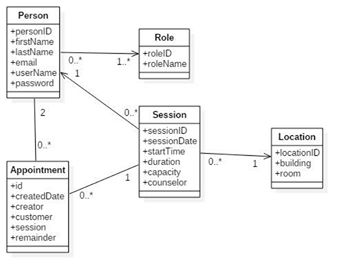 Person
+personID
+firstName
+lastName
+email
+userName
+password
0..*
1..*
1
Role
+roleID
+roleName
2
0..*
0..*
Session
+sessionID
+sessionDate
+startTime
+duration
+capacity
+counselor
0..*
1
Location
+locationID
+building
+room
Appointment
+id
+createdDate
+creator
+customer
+session
+remainder
0..*
1